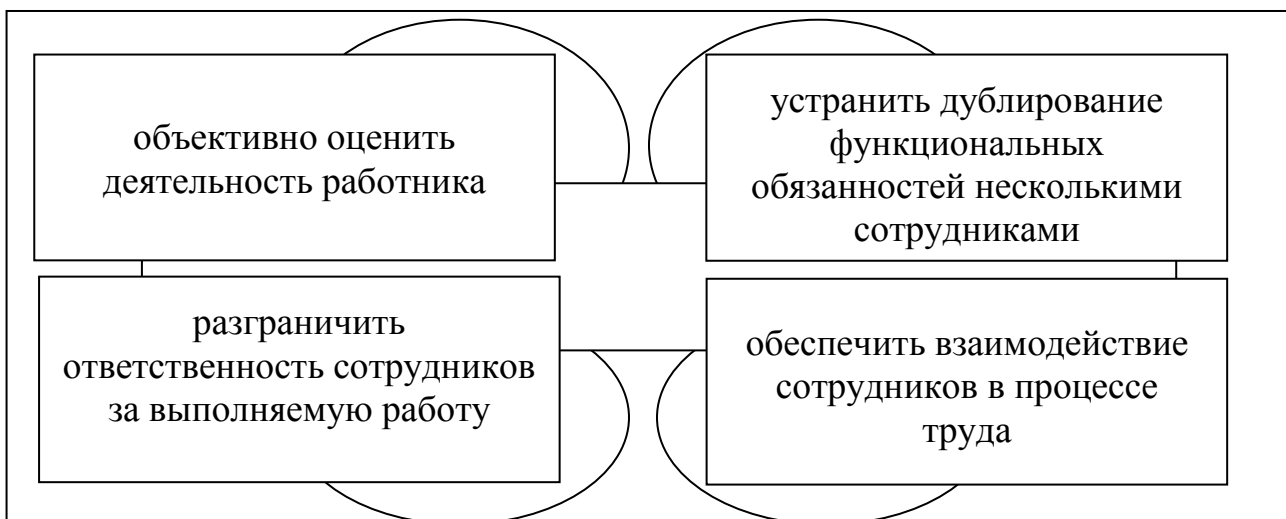 объективно оценить
деятельность работника
устранить дублирование
функциональных
обязанностей несколькими
сотрудниками
разграничить
ответственность сотрудников
за выполняемую работу
обеспечить взаимодействие
сотрудников в процессе
труда